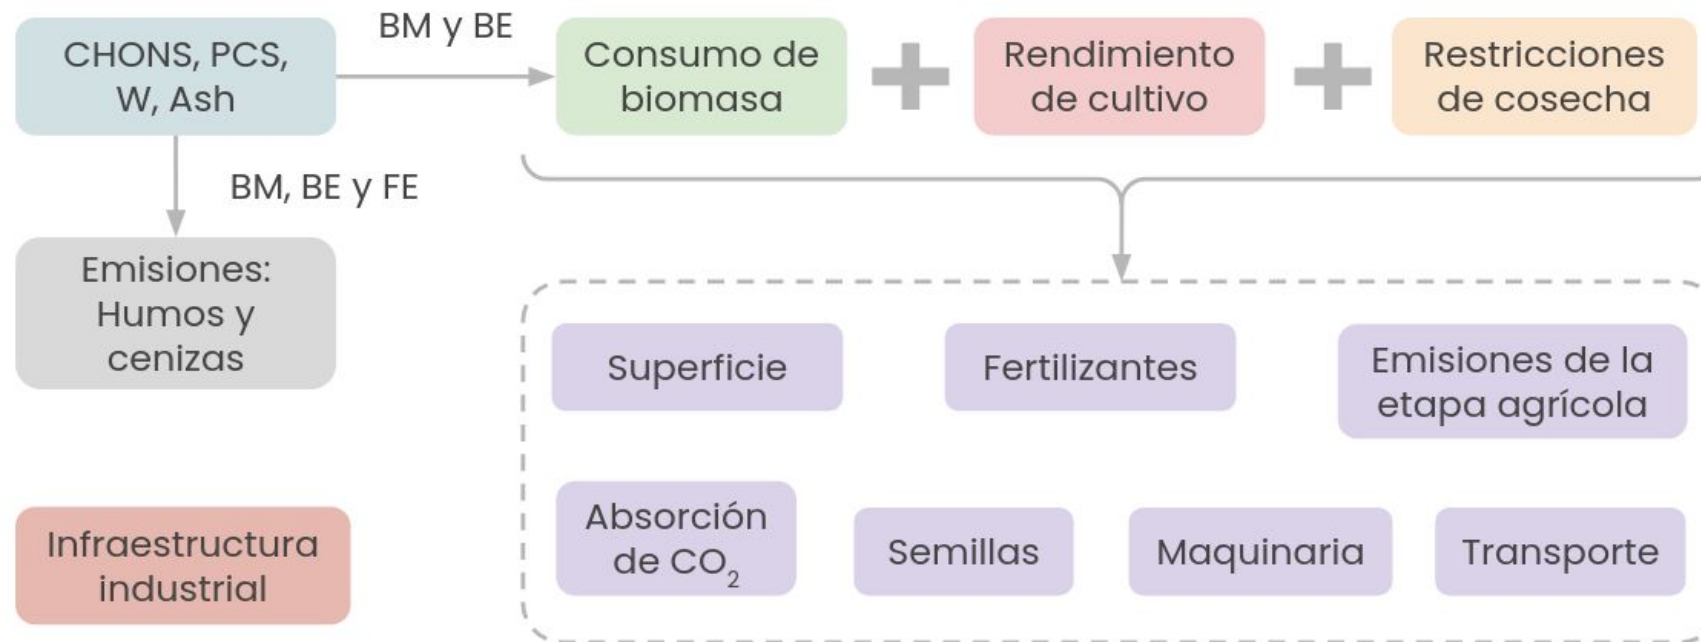 CHONS, PCS,
W, Ash
BM y BE
Consumo de
biomasa
Rendimiento
de cultivo
Restricciones
de cosecha
BM, BE y FE
Emisiones:
Humos y
cenizas
Superficie
Fertilizantes
Emisiones de la
etapa agrícola
Infraestructura
industrial
Absorción
de CO₂
Semillas
Maquinaria
Transporte